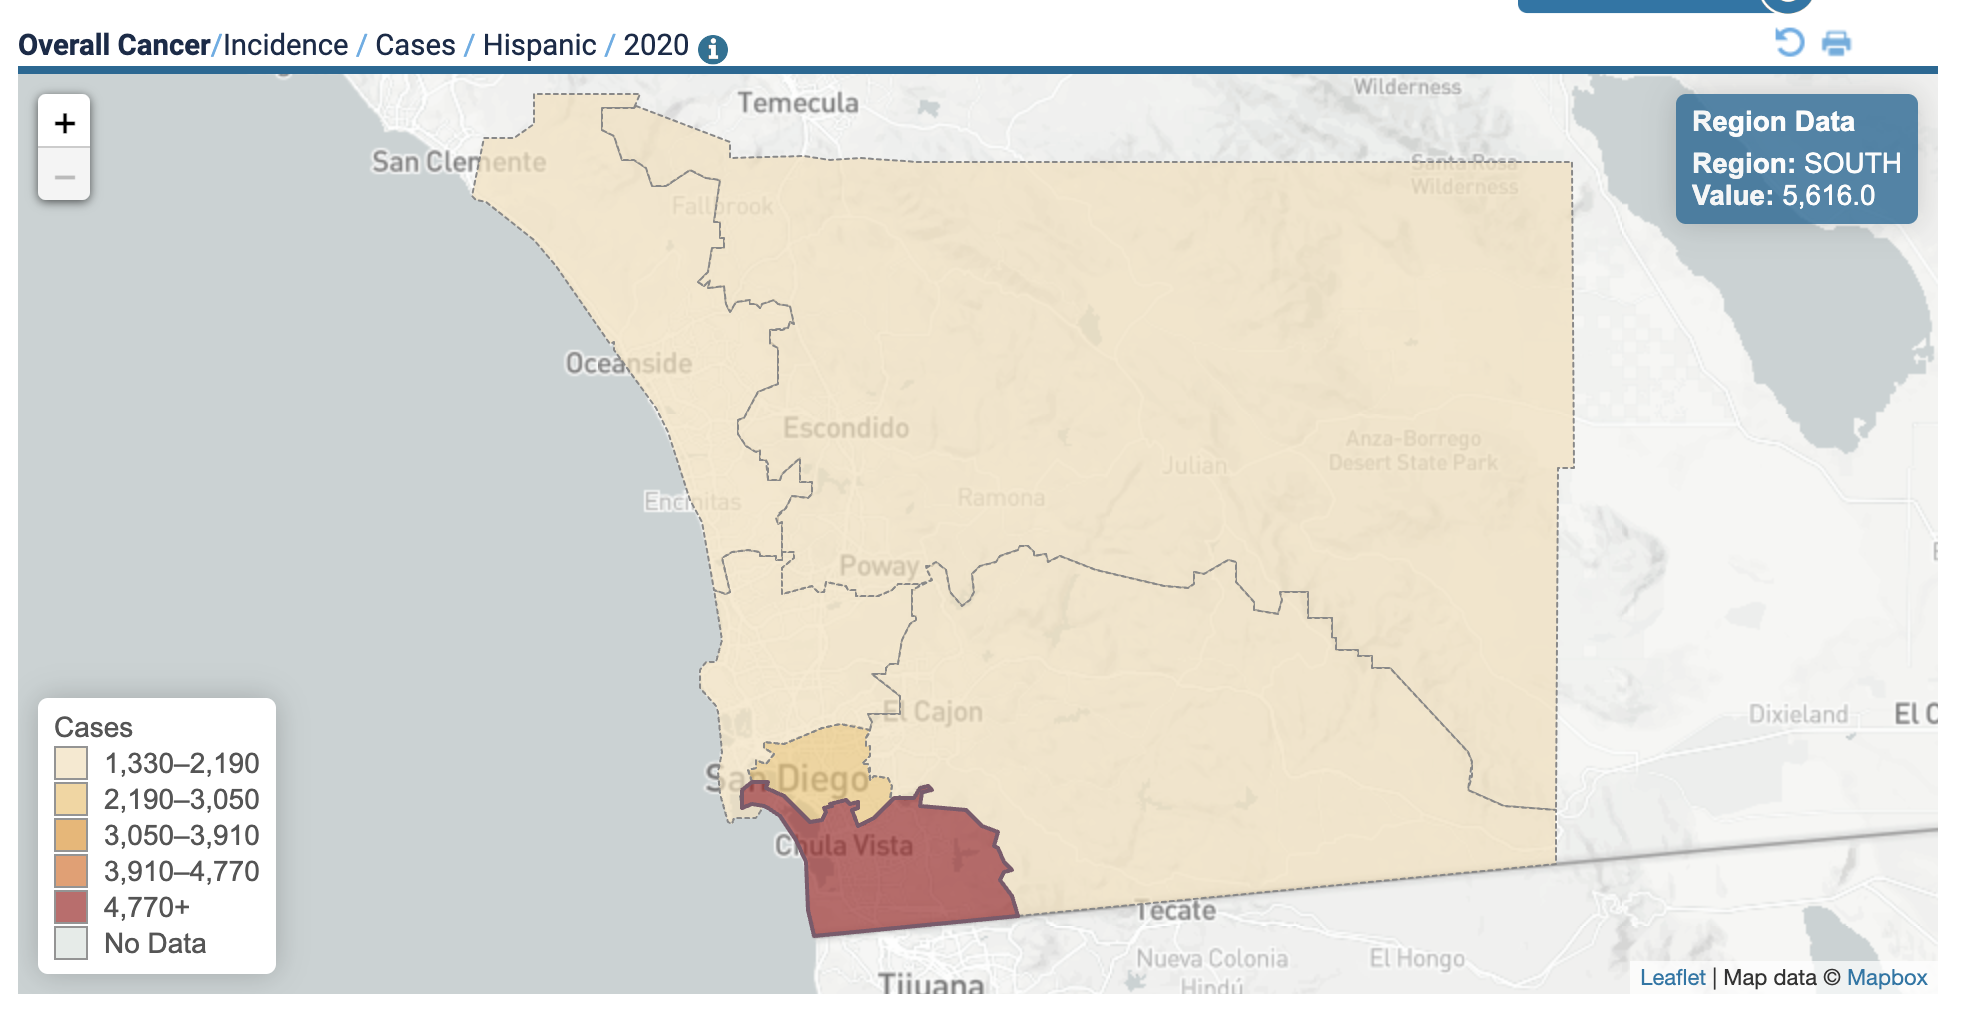 Overall Cancer/Incidence / Cases / Hispanic / 2020 i
Temecula
Wilderness
+
−
San Clemente
Santa Rosa
Wilderness
Region Data
Region: SOUTH
Value: 5,616.0
Fallbrook
Oceanside
Escondido
Anza-Borrego
Desert State Park
Julian
Encinitas
Ramona
Poway
El Cajon
Dixieland
El C
San Diego
Chula Vista
Cases
1,330–2,190
2,190–3,050
3,050–3,910
3,910–4,770
4,770+
No Data
Tecate
Nueva Colonia
Hindú
El Hongo
Tijuana
Leaflet | Map data © Mapbox